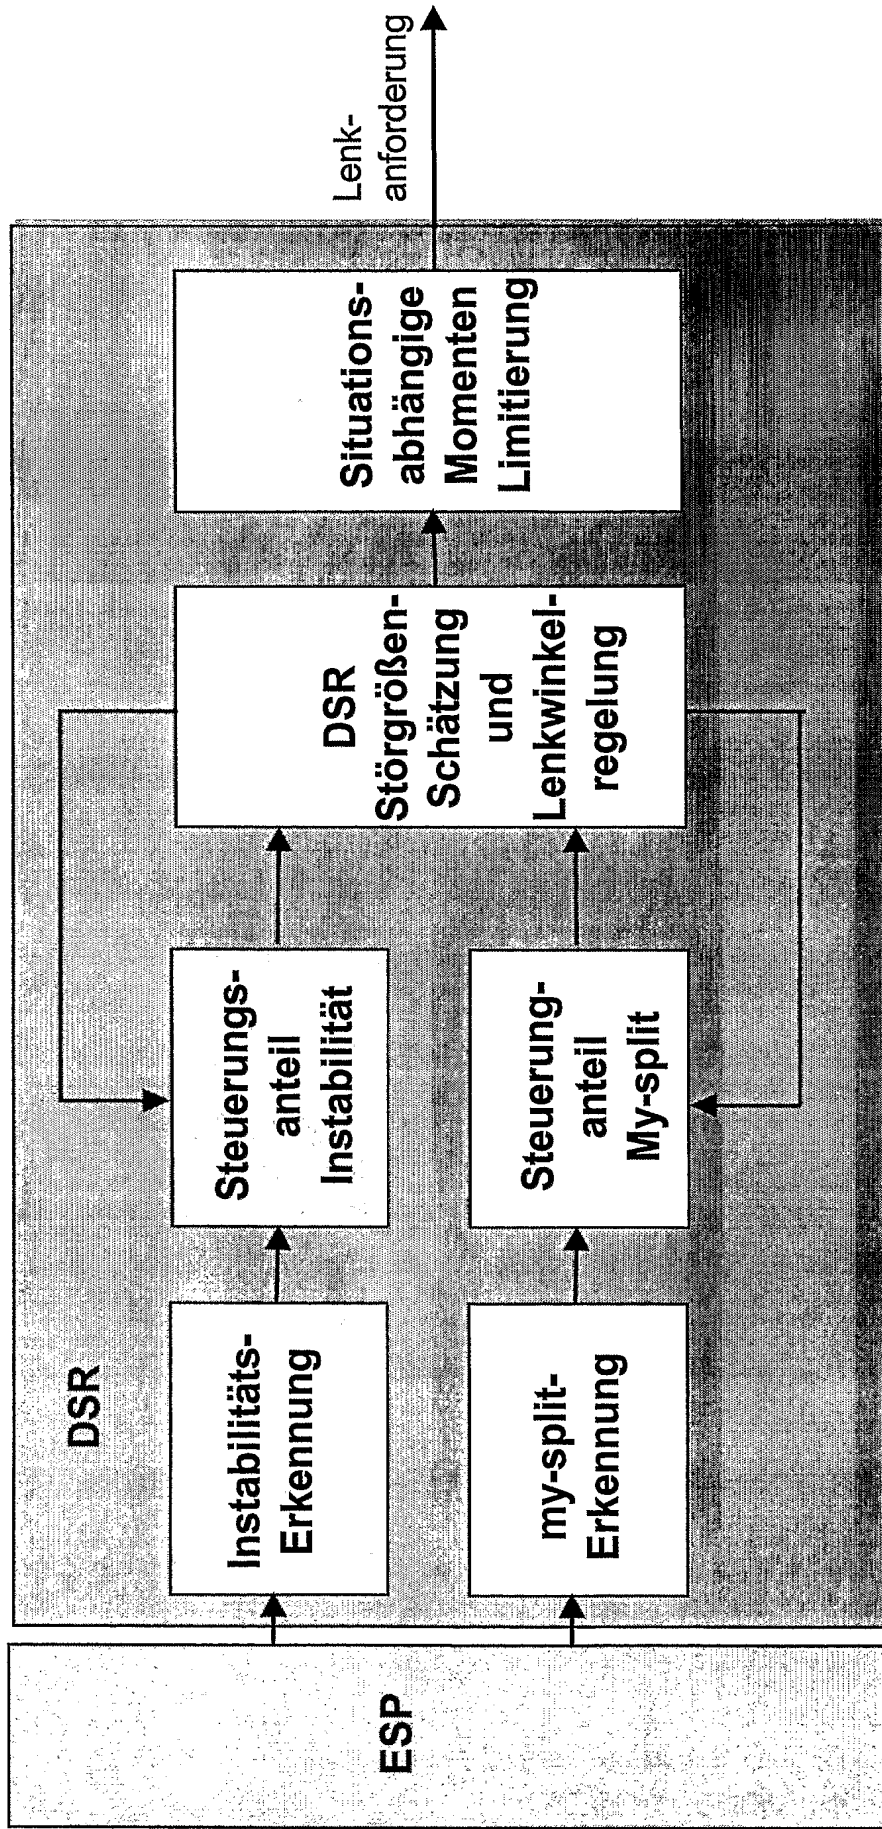 ESP
DSR
Instabilitäts-
Erkennung
my-split-
Erkennung
Steuerungs-
anteil
Instabilität
Steuerung-
anteil
My-split
DSR
Störgrößen-
Schätzung
und
Lenkwinkel-
regelung
Situations-
abhängige
Momenten
Limitierung
Lenk-
anforderung